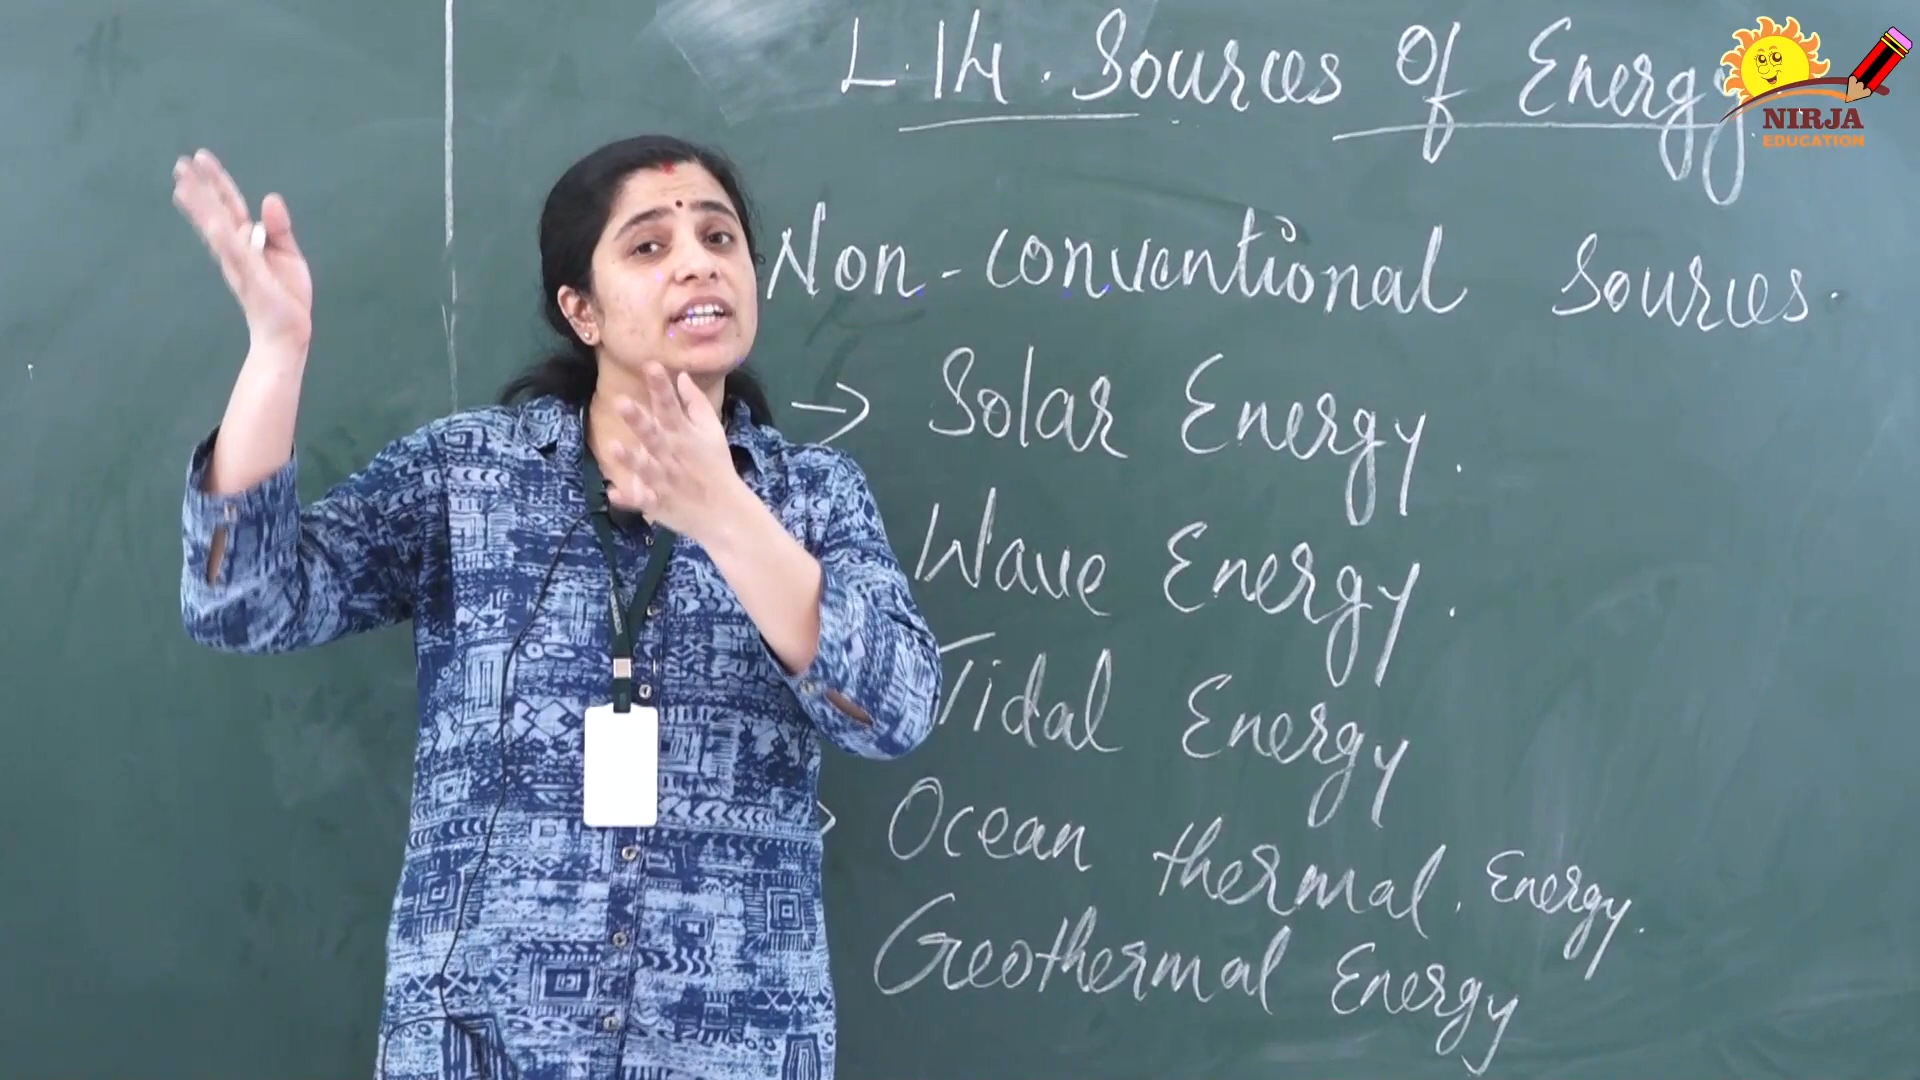 L.14. Sources Of Energy
NIRJA
EDUCATION
Non-conventional Sources.
→ Solar Energy.
Wave Energy.
Tidal Energy
Ocean thermal. Energy.
Geothermal Energy